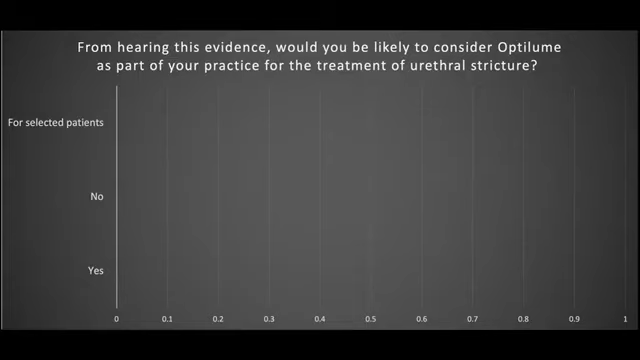 From hearing this evidence, would you be likely to consider Optilume
as part of your practice for the treatment of urethral stricture?
For selected patients
No
Yes
0 0.1 0.2 0.3 0.4 0.5 0.6 0.7 0.8 0.9 1